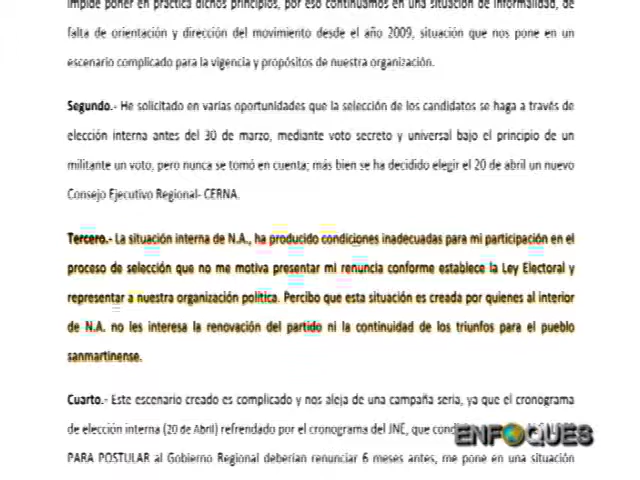 impide poner en práctica dichos principios, por eso continuamos en una situación de informalidad, de
falta de orientación y dirección del movimiento desde el año 2009, situación que nos pone en un
escenario complicado para la vigencia y propósitos de nuestra organización.
Segundo.- He solicitado en varias oportunidades que la selección de los candidatos se haga a través de
elección interna antes del 30 de marzo, mediante voto secreto y universal bajo el principio de un
militante un voto, pero nunca se tomó en cuenta; más bien se ha decidido elegir el 20 de abril un nuevo
Consejo Ejecutivo Regional- CERNA.
Tercero.- La situación interna de N.A., ha producido condiciones inadecuadas para mi participación en el
proceso de selección que no me motiva presentar mi renuncia conforme establece la Ley Electoral y
representar a nuestra organización política. Percibo que esta situación es creada por quienes al interior
de N.A. no les interesa la renovación del partido ni la continuidad de los triunfos para el pueblo
sanmartinense.
Cuarto.- Este escenario creado es complicado y nos aleja de una campaña seria, ya que el cronograma
de elección interna (20 de Abril) refrendado por el cronograma del JNE, que
ENFOQUES
PARA POSTULAR al Gobierno Regional deberían renunciar 6 meses antes, me pone en una situación